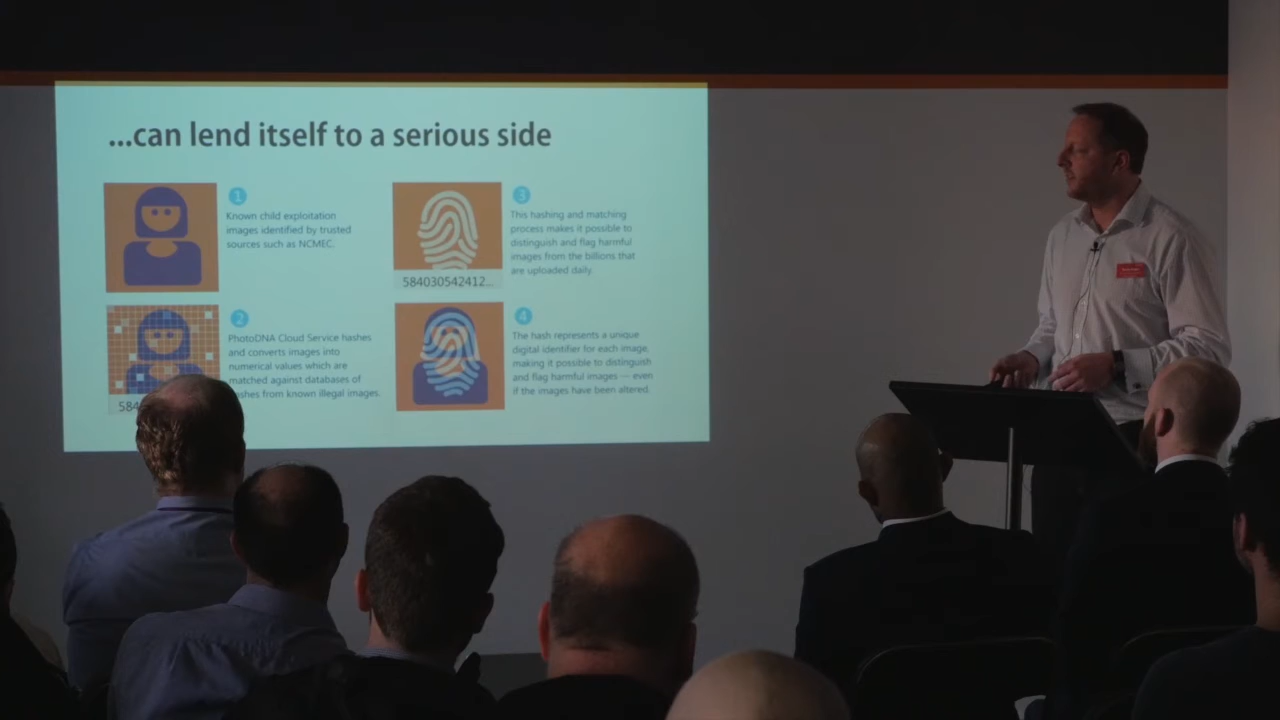 ...can lend itself to a serious side
1
Known child exploitation
images identified by trusted
sources such as NCMEC.
2
PhotoDNA Cloud Service hashes
and converts images into
numerical values which are
matched against databases of
hashes from known illegal images.
584
3
This hashing and matching
process makes it possible to
distinguish and flag harmful
images from the billions that
are uploaded daily.
584030542412...
4
The hash represents a unique
digital identifier for each image,
making it possible to distinguish
and flag harmful images — even
if the images have been altered.